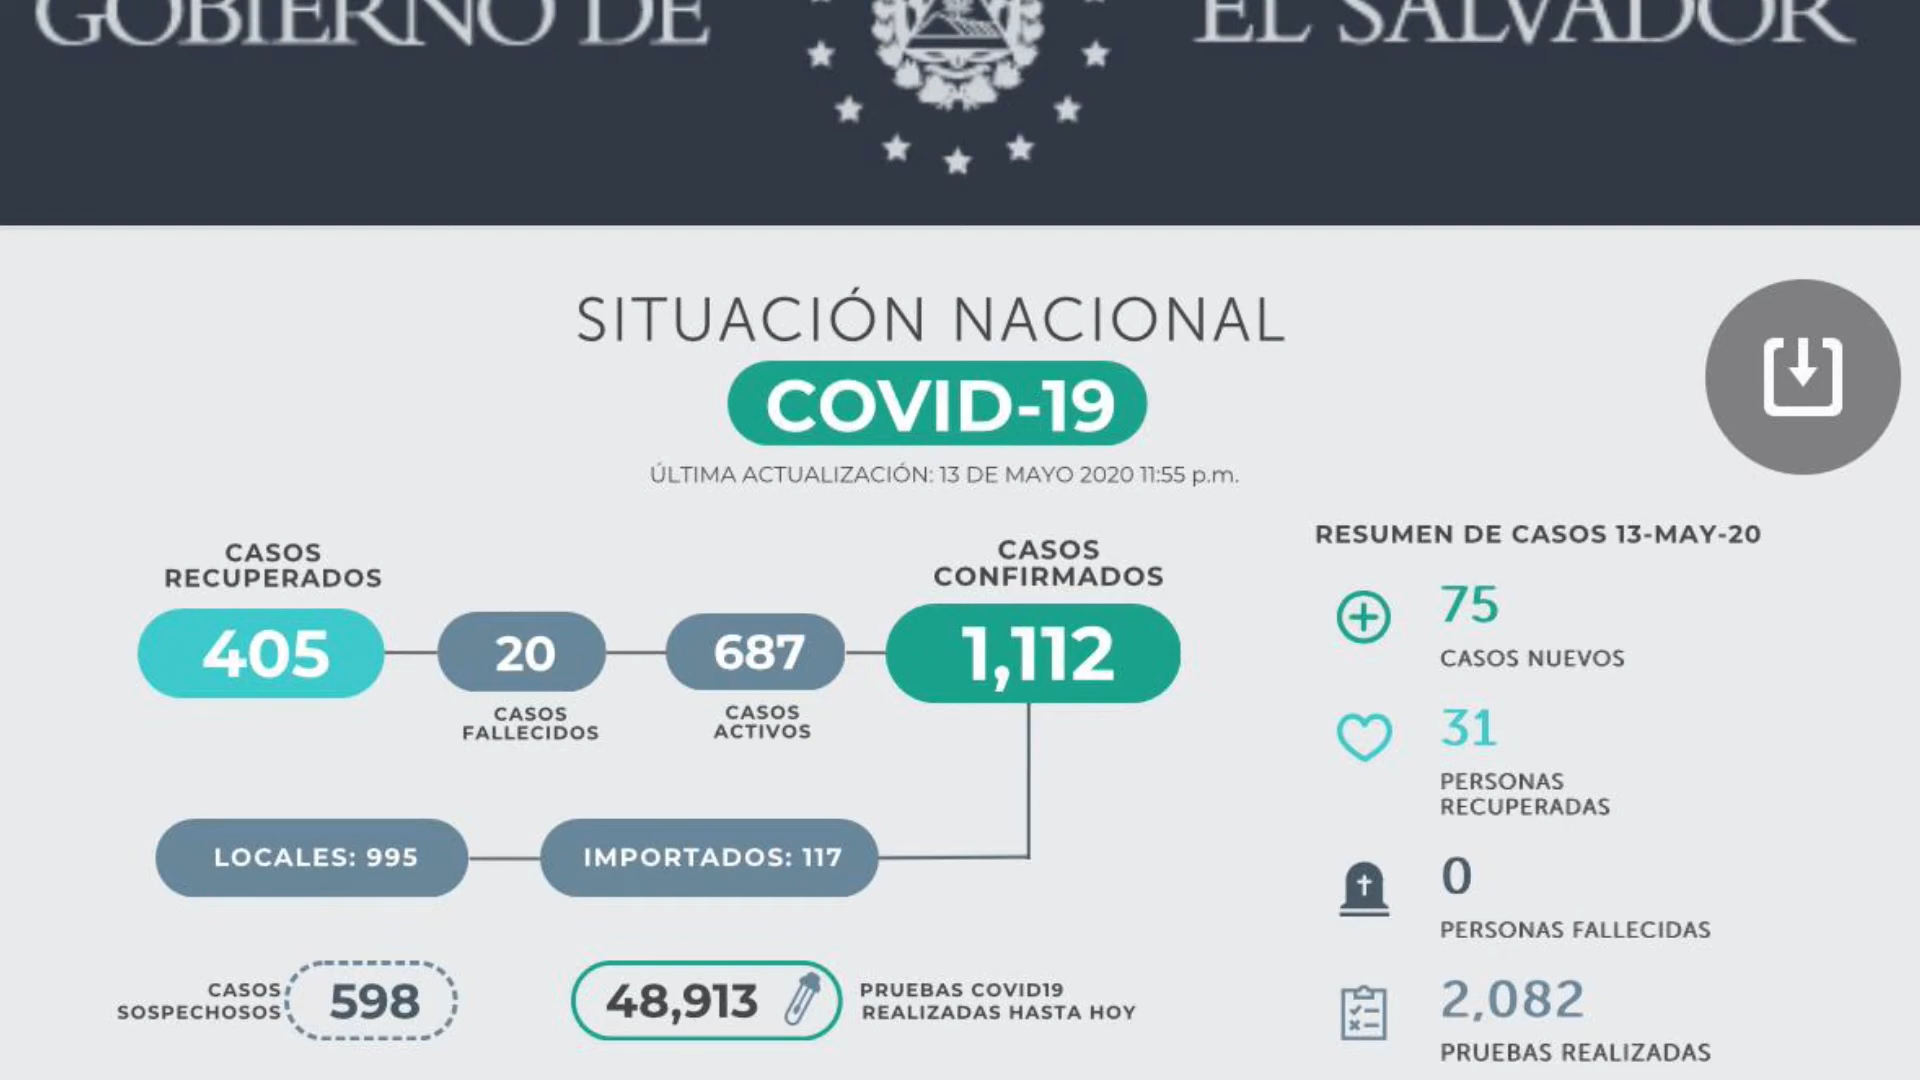 GOBIERNO DE
EL SALVADOR
SITUACIÓN NACIONAL
COVID-19
ÚLTIMA ACTUALIZACIÓN: 13 DE MAYO 2020 11:55 p.m.
CASOS
RECUPERADOS
405
20
CASOS
FALLECIDOS
687
CASOS
ACTIVOS
CASOS
CONFIRMADOS
1,112
LOCALES: 995
IMPORTADOS: 117
CASOS
SOSPECHOSOS
598
48,913
PRUEBAS COVID19
REALIZADAS HASTA HOY
RESUMEN DE CASOS 13-MAY-20
75
CASOS NUEVOS
31
PERSONAS
RECUPERADAS
0
PERSONAS FALLECIDAS
2,082
PRUEBAS REALIZADAS